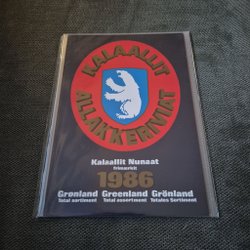 KALAALLIT
ALLAKKERIVIAT
Kalaallit Nunaat
frimærkit
1986
Grønland Greenland Grönland
Total sortiment Total assortment Totales Sortiment